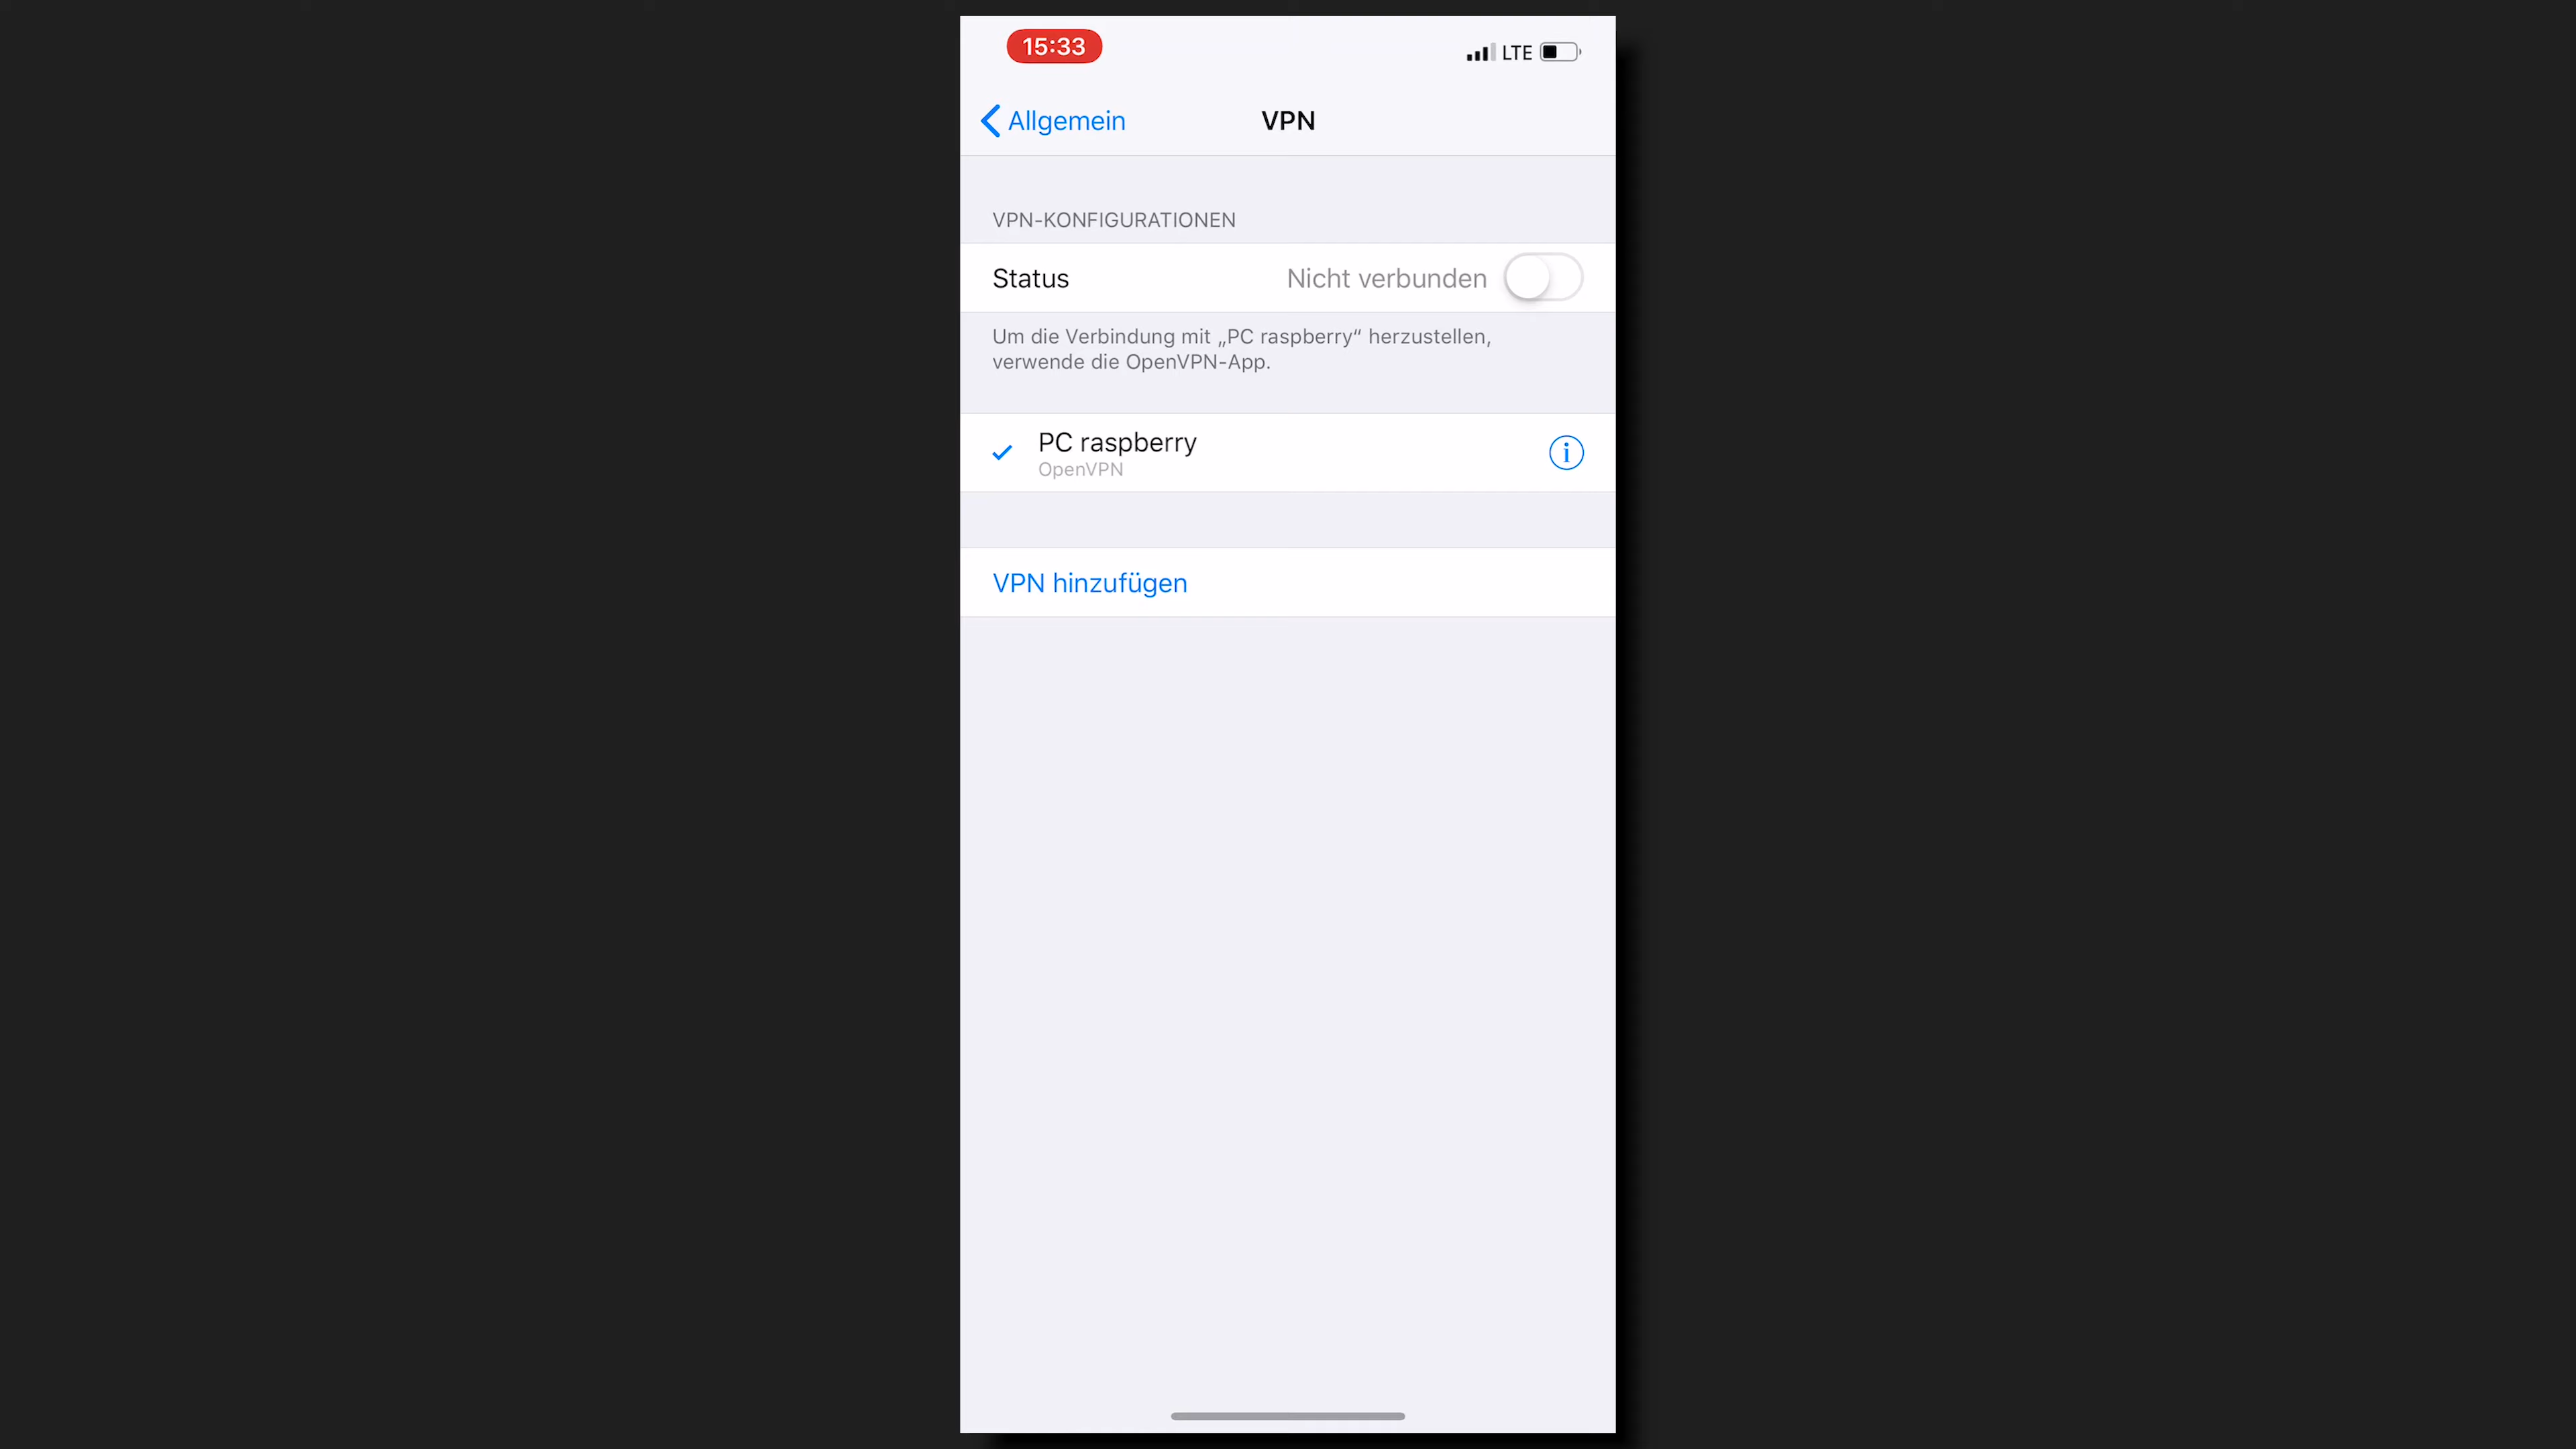 15:33
LTE
Allgemein
VPN
VPN-KONFIGURATIONEN
Status
Nicht verbunden
Um die Verbindung mit „PC raspberry“ herzustellen,
verwende die OpenVPN-App.
PC raspberry
OpenVPN
VPN hinzufügen